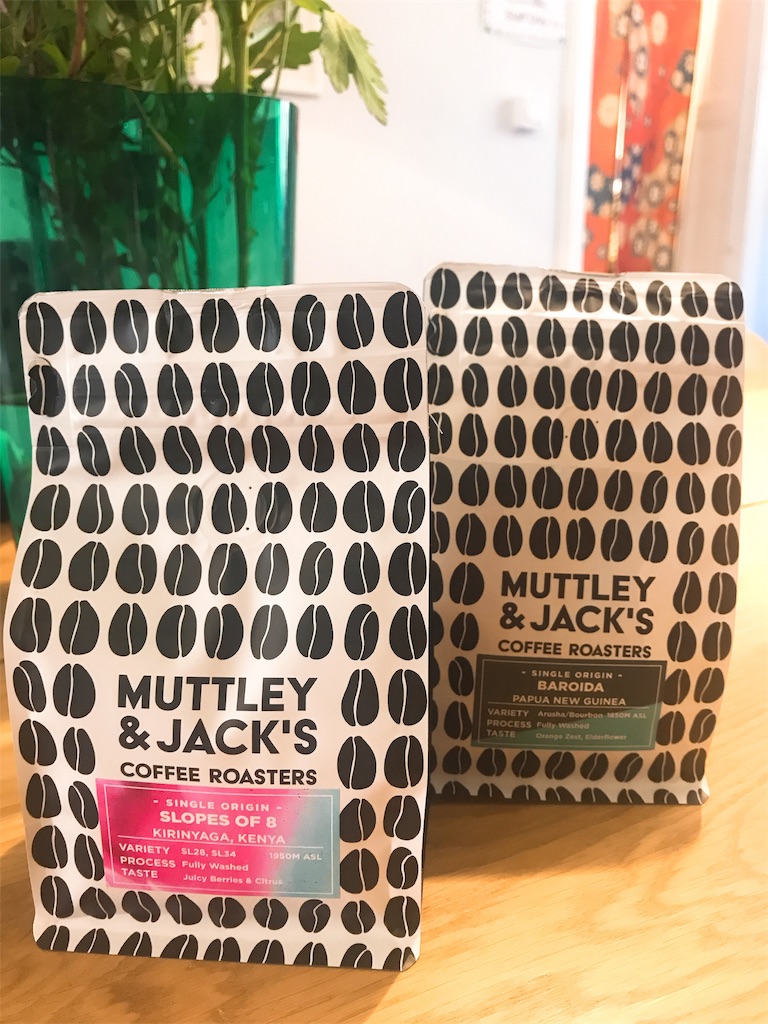 MUTTLEY
& JACK'S
COFFEE ROASTERS
- SINGLE ORIGIN -
SLOPES OF 8
KIRINYAGA, KENYA
VARIETY SL28, SL34 1950M ASL
PROCESS Fully Washed
TASTE Juicy Berries & Citrus
MUTTLEY
& JACK'S
COFFEE ROASTERS
- SINGLE ORIGIN -
BAROIDA
PAPUA NEW GUINEA
VARIETY Arusha/Bourbon 1850M ASL
PROCESS Fully Washed
TASTE Orange Zest, Elderflower